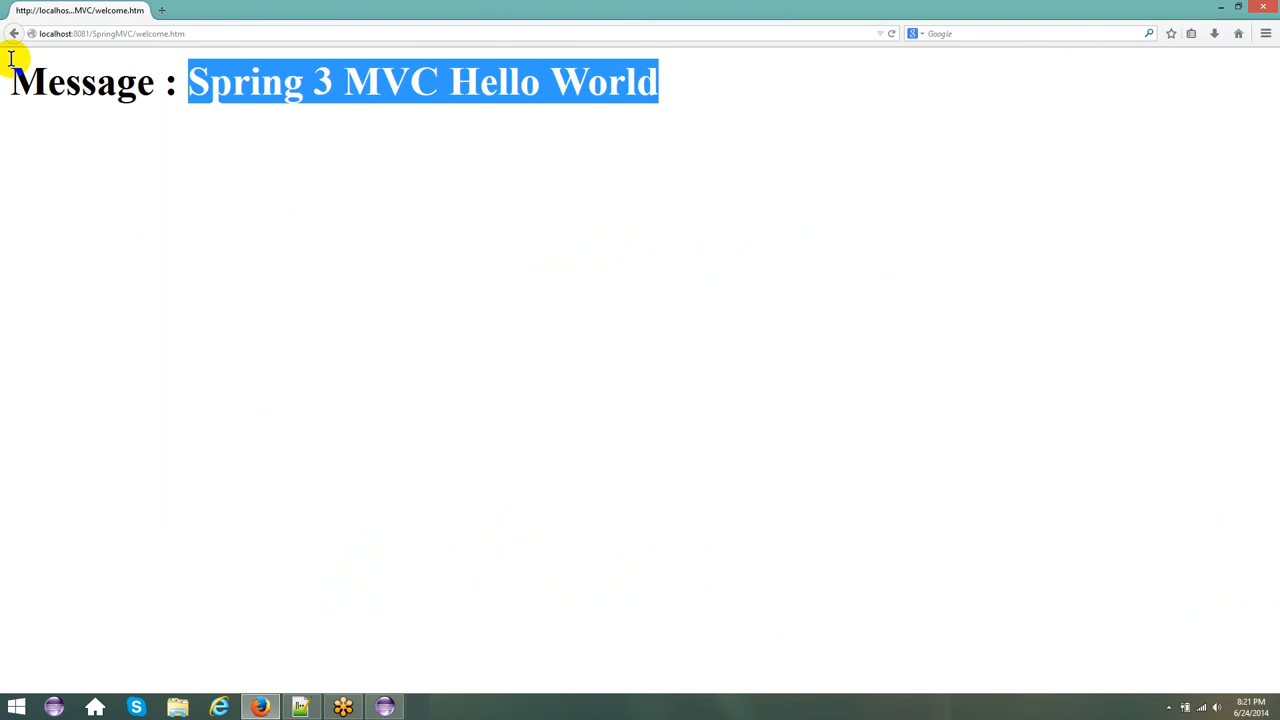 http://localhos...MVC/welcome.htm
localhost:8081/SpringMVC/welcome.htm
Google
Message : Spring 3 MVC Hello World
8:21 PM
6/24/2014